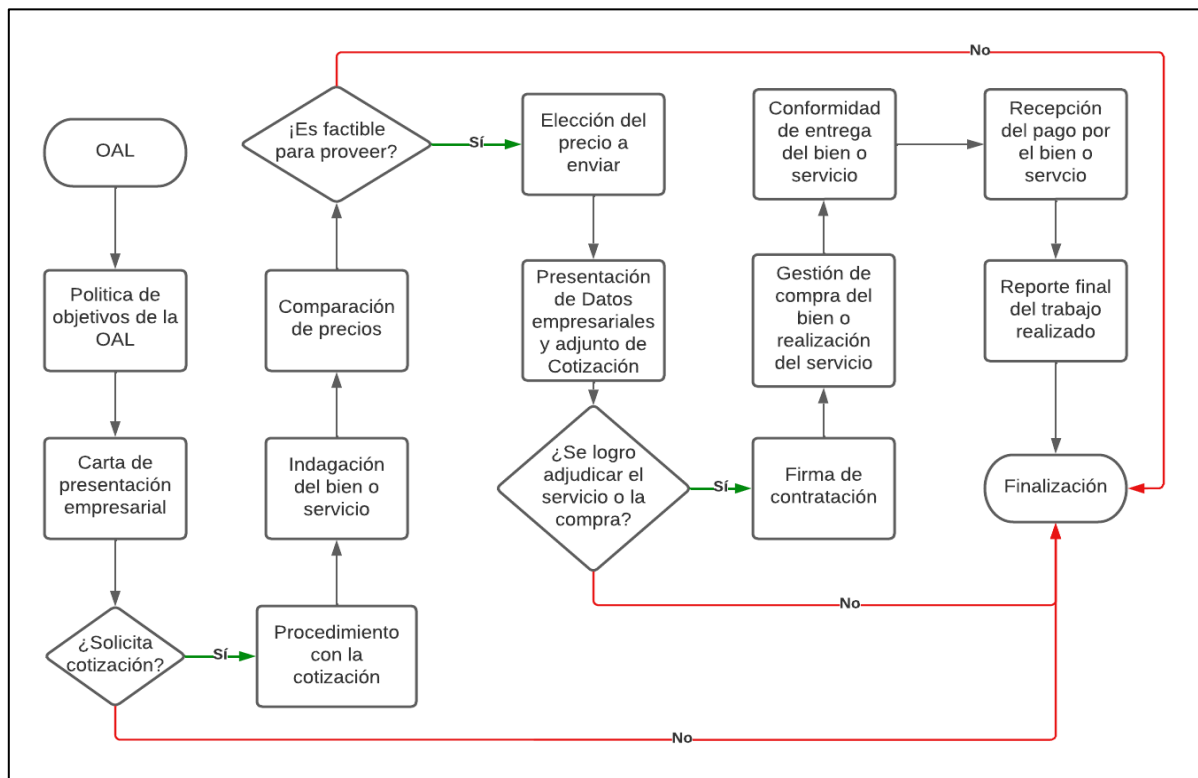 OAL
Politica de
objetivos de la
OAL
Carta de
presentación
empresarial
¿Solicita
cotización?
Sí
No
Procedimiento
con la
cotización
Indagación
del bien o
servicio
Comparación
de precios
¡Es factible
para proveer?
Sí
No
Elección del
precio a
enviar
Presentación
de Datos
empresariales
y adjunto de
Cotización
¿Se logro
adjudicar el
servicio o la
compra?
Sí
No
Firma de
contratación
Gestión de
compra del
bien o
realización
del servicio
Conformidad
de entrega
del bien o
servicio
Recepción
del pago por
el bien o
servcio
Reporte final
del trabajo
realizado
Finalización